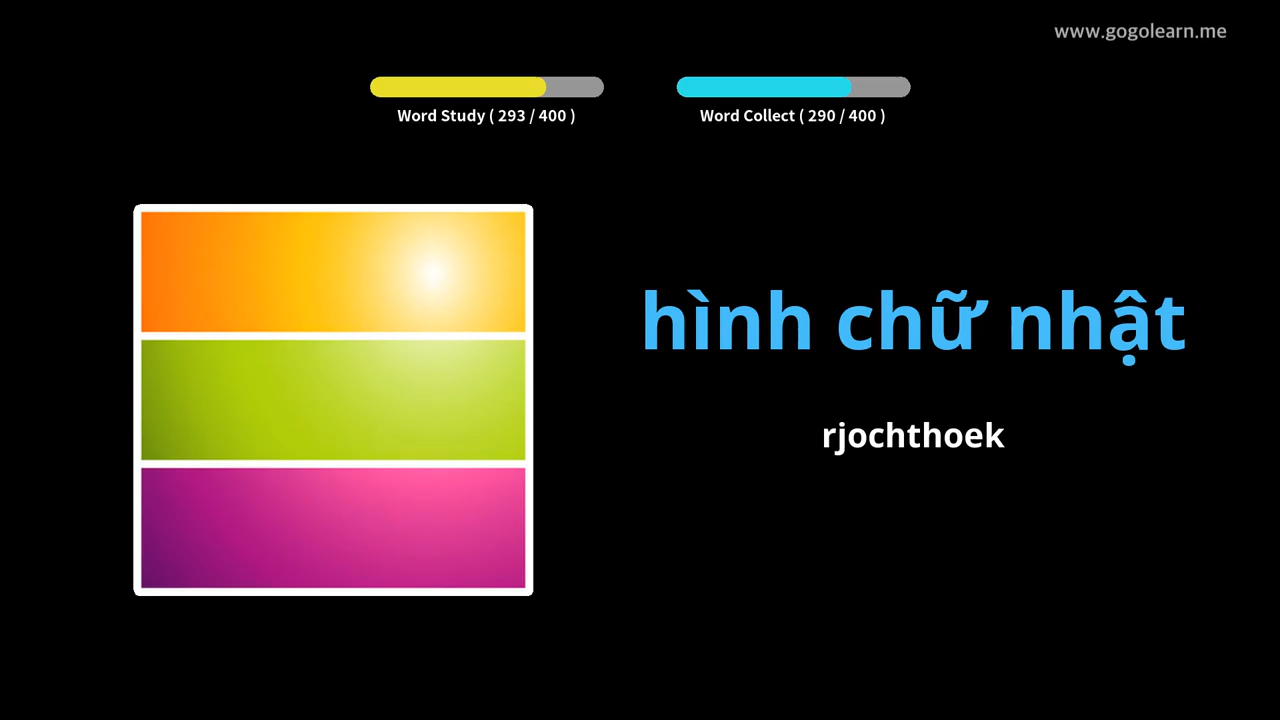 www.gogolearn.me
Word Study ( 293 / 400 )
Word Collect ( 290 / 400 )
hình chữ nhật
rjochthoek